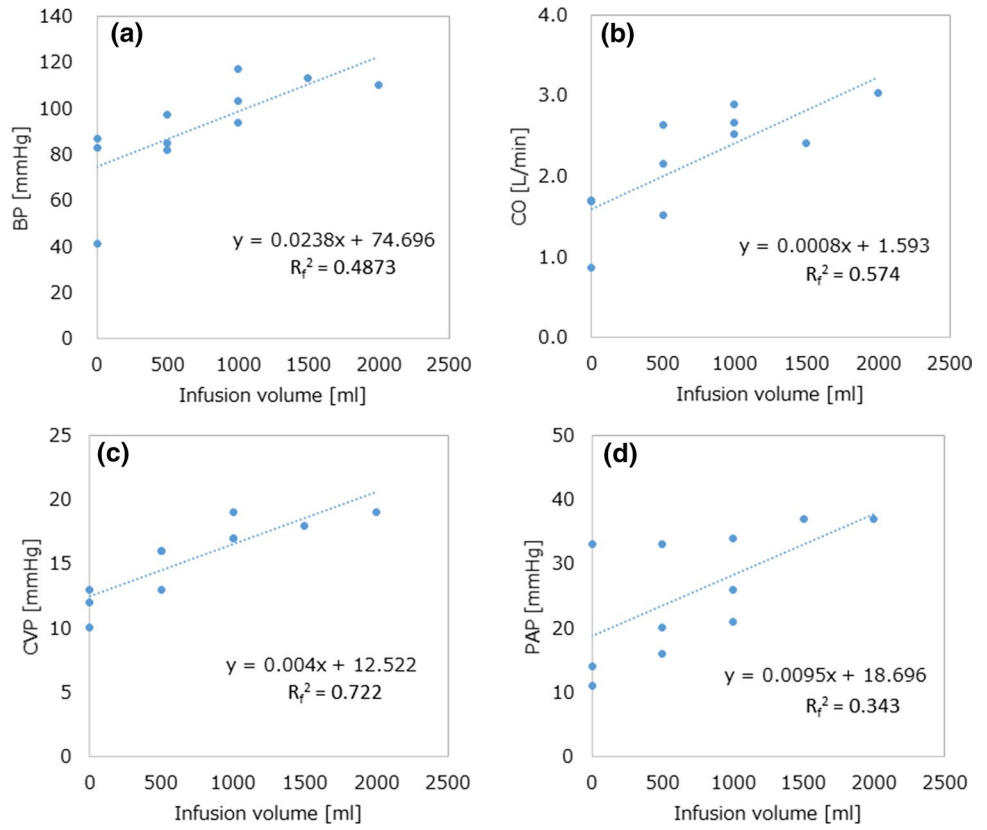 (a)
140
120
100
80
60
40
20
0
BP [mmHg]
y = 0.0238x + 74.696
R_f² = 0.4873
0 500 1000 1500 2000 2500
Infusion volume [ml]
(b)
4.0
3.0
2.0
1.0
0.0
CO [L/min]
y = 0.0008x + 1.593
R_f² = 0.574
0 500 1000 1500 2000 2500
Infusion volume [ml]
(c)
25
20
15
10
5
0
CVP [mmHg]
y = 0.004x + 12.522
R_f² = 0.722
0 500 1000 1500 2000 2500
Infusion volume [ml]
(d)
50
40
30
20
10
0
PAP [mmHg]
y = 0.0095x + 18.696
R_f² = 0.343
0 500 1000 1500 2000 2500
Infusion volume [ml]